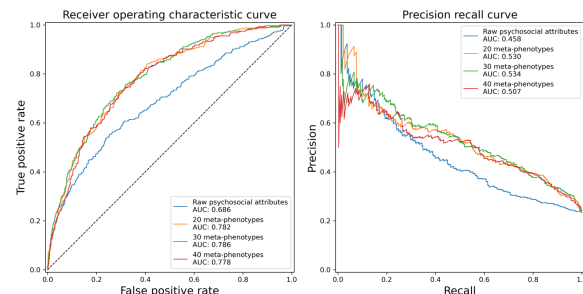 Receiver operating characteristic curve
True positive rate
1.0
0.8
0.6
0.4
0.2
0.0
0.0 0.2 0.4 0.6 0.8 1.0
False positive rate
Raw psychosocial attributes
AUC: 0.686
20 meta-phenotypes
AUC: 0.782
30 meta-phenotypes
AUC: 0.786
40 meta-phenotypes
AUC: 0.778
Precision recall curve
Precision
1.0
0.8
0.6
0.4
0.2
0.0
0.0 0.2 0.4 0.6 0.8 1.0
Recall
Raw psychosocial attributes
AUC: 0.458
20 meta-phenotypes
AUC: 0.530
30 meta-phenotypes
AUC: 0.534
40 meta-phenotypes
AUC: 0.507